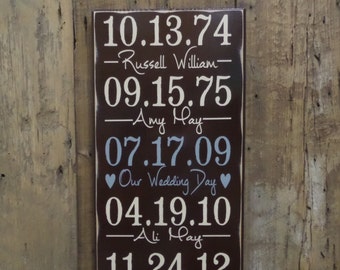 10.13.74
Russell William
09.15.75
Amy May
07.17.09
Our Wedding Day
04.19.10
Ali May
11.24.12